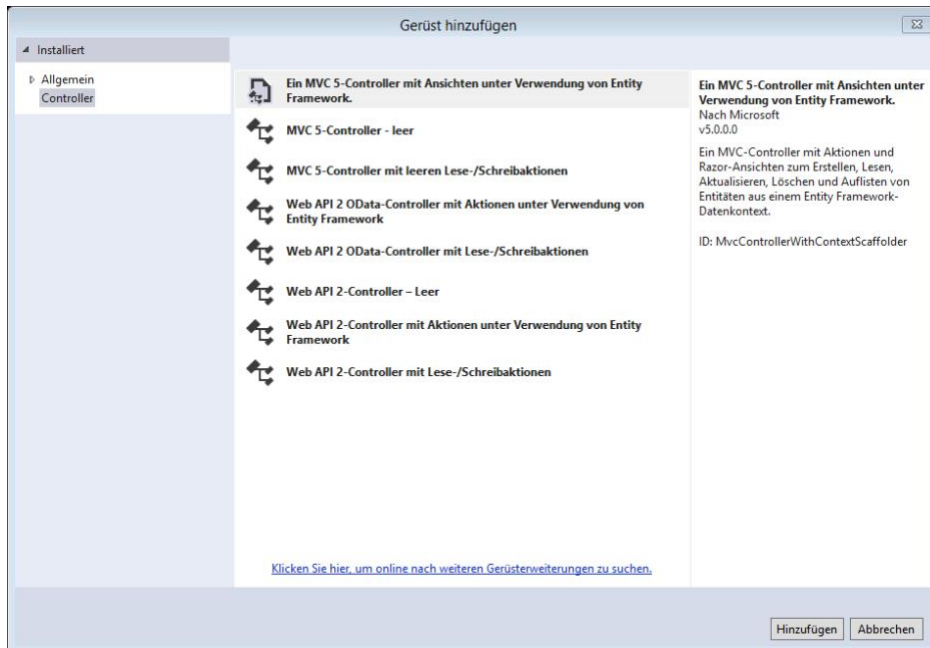 Gerüst hinzufügen
Installiert
Allgemein
Controller
Ein MVC 5-Controller mit Ansichten unter Verwendung von Entity
Framework.
MVC 5-Controller - leer
MVC 5-Controller mit leeren Lese-/Schreibaktionen
Web API 2 OData-Controller mit Aktionen unter Verwendung von
Entity Framework
Web API 2 OData-Controller mit Lese-/Schreibaktionen
Web API 2-Controller – Leer
Web API 2-Controller mit Aktionen unter Verwendung von Entity
Framework
Web API 2-Controller mit Lese-/Schreibaktionen
Klicken Sie hier, um online nach weiteren Gerüsterweiterungen zu suchen.
Ein MVC 5-Controller mit Ansichten unter
Verwendung von Entity Framework.
Nach Microsoft
v5.0.0.0
Ein MVC-Controller mit Aktionen und
Razor-Ansichten zum Erstellen, Lesen,
Aktualisieren, Löschen und Auflisten von
Entitäten aus einem Entity Framework-
Datenkontext.
ID: MvcControllerWithContextScaffolder
Hinzufügen
Abbrechen